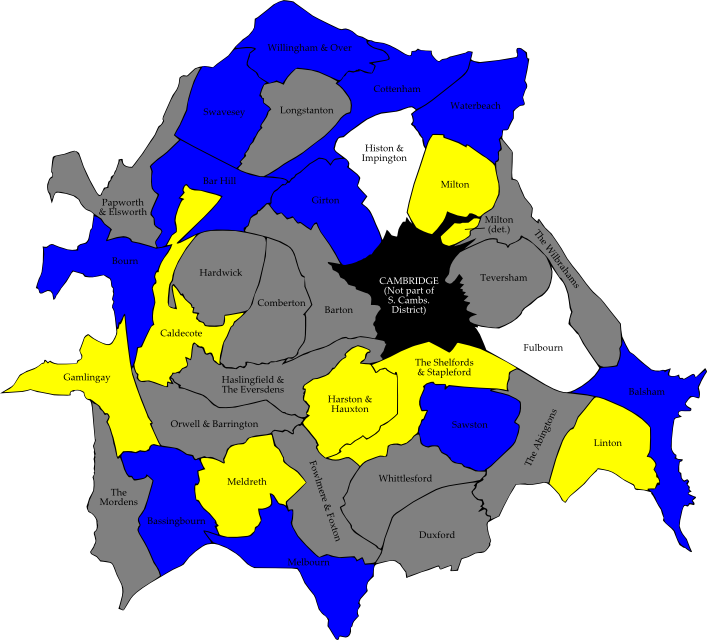 Willingham & Over
Cottenham
Swavesey
Longstanton
Waterbeach
Histon &
Impington
Bar Hill
Milton
Girton
Papworth
& Elsworth
Milton
(det.)
The Wilbrahams
Bourn
Hardwick
Teversham
CAMBRIDGE
(Not part of
S. Cambs.
District)
Comberton
Barton
Caldecote
Fulbourn
The Shelfords
& Stapleford
Gamlingay
Haslingfield &
The Eversdens
Balsham
Harston &
Hauxton
Orwell & Barrington
Sawston
The Abingtons
Linton
Meldreth
Whittlesford
Fowlmere & Foxton
The
Mordens
Bassingbourn
Duxford
Melbourn